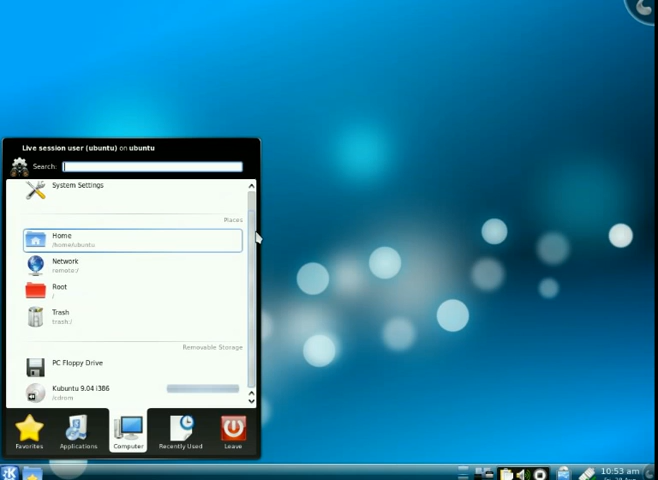 Live session user (ubuntu) on ubuntu
Search:
System Settings
Places
Home
/home/ubuntu
Network
remote:/
Root
/
Trash
trash:/
Removable Storage
PC Floppy Drive
Kubuntu 9.04 i386
/cdrom
Favorites
Applications
Computer
Recently Used
Leave
10:53 am